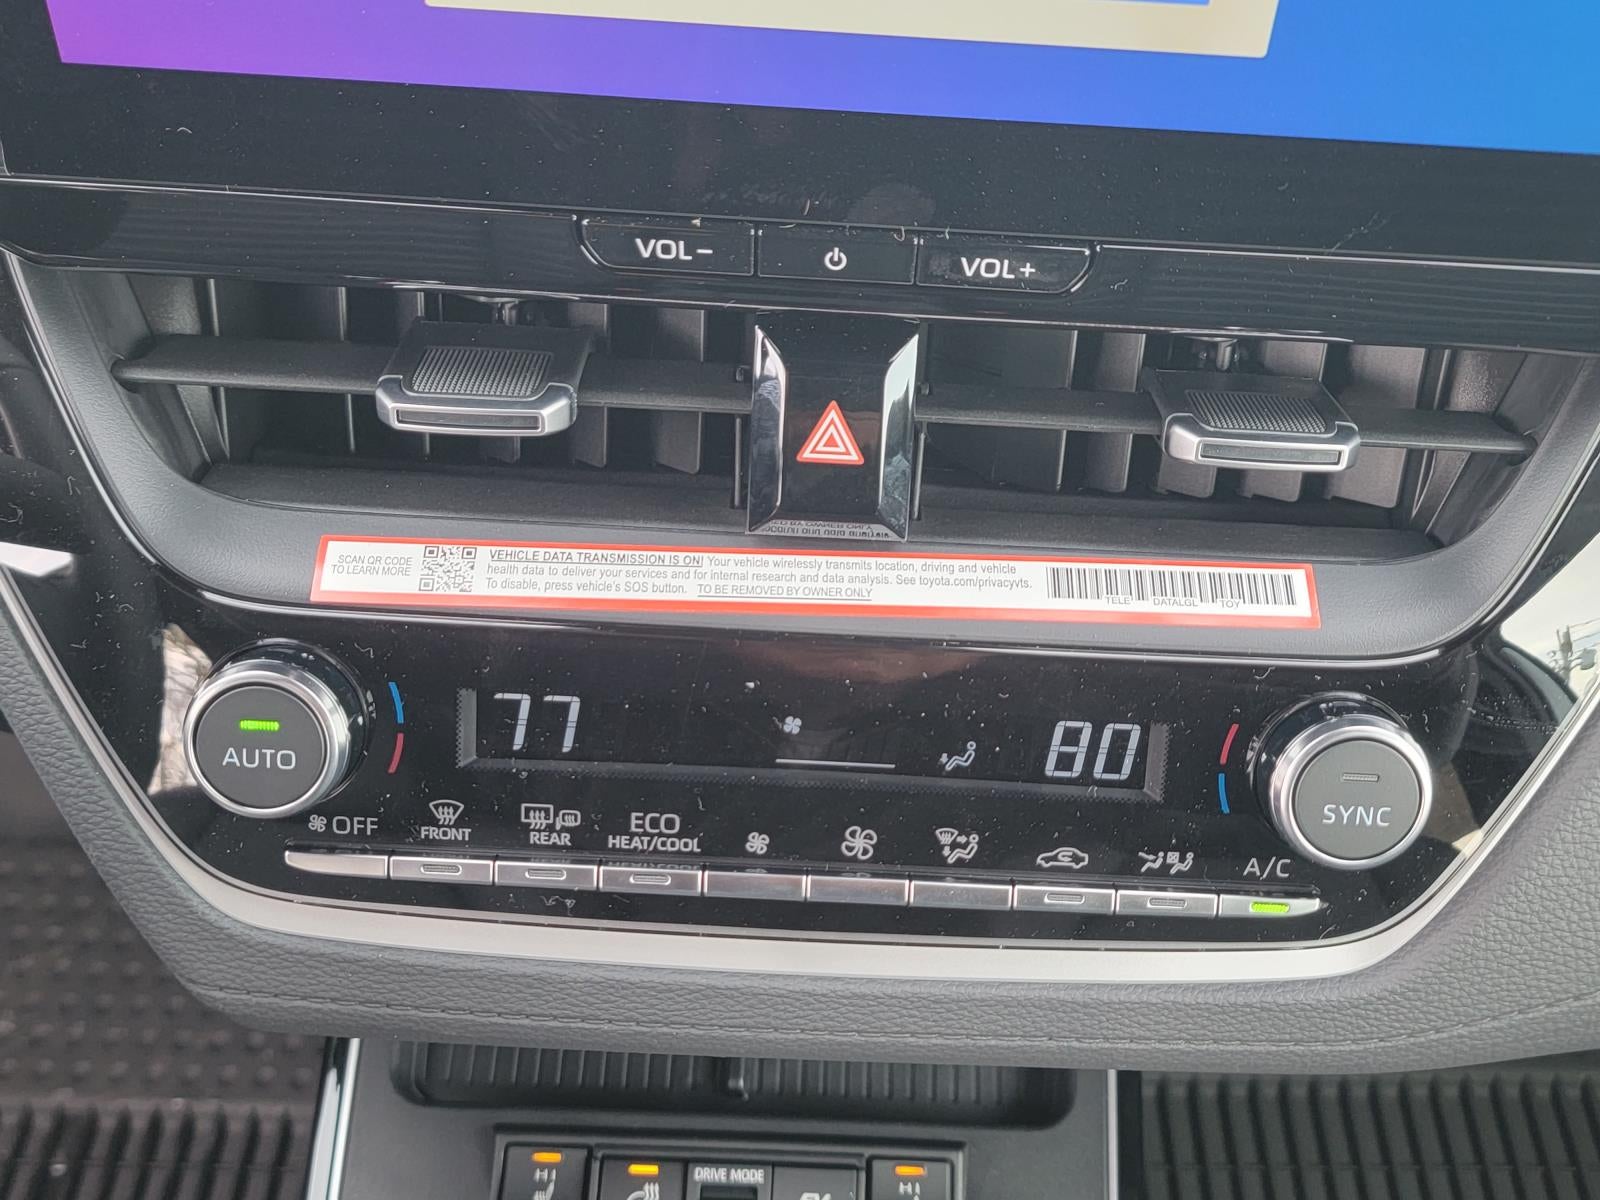 VOL−
VOL+
SCAN QR CODE
TO LEARN MORE
VEHICLE DATA TRANSMISSION IS ON! Your vehicle wirelessly transmits location, driving and vehicle
health data to deliver your services and for internal research and data analysis. See toyota.com/privacyvts.
To disable, press vehicle's SOS button. TO BE REMOVED BY OWNER ONLY
TELE DATALGL TOY
77
80
AUTO
SYNC
OFF
FRONT
REAR
ECO
HEAT/COOL
A/C
HI
DRIVE MODE
HI